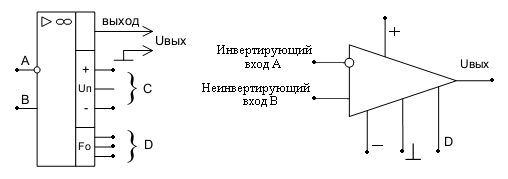 ▷ ∞
выход
Uвых
A
B
+
Uп
-
C
Fo
D
Инвертирующий
вход A
Неинвертирующий
вход B
+
Uвых
−
⊥
D